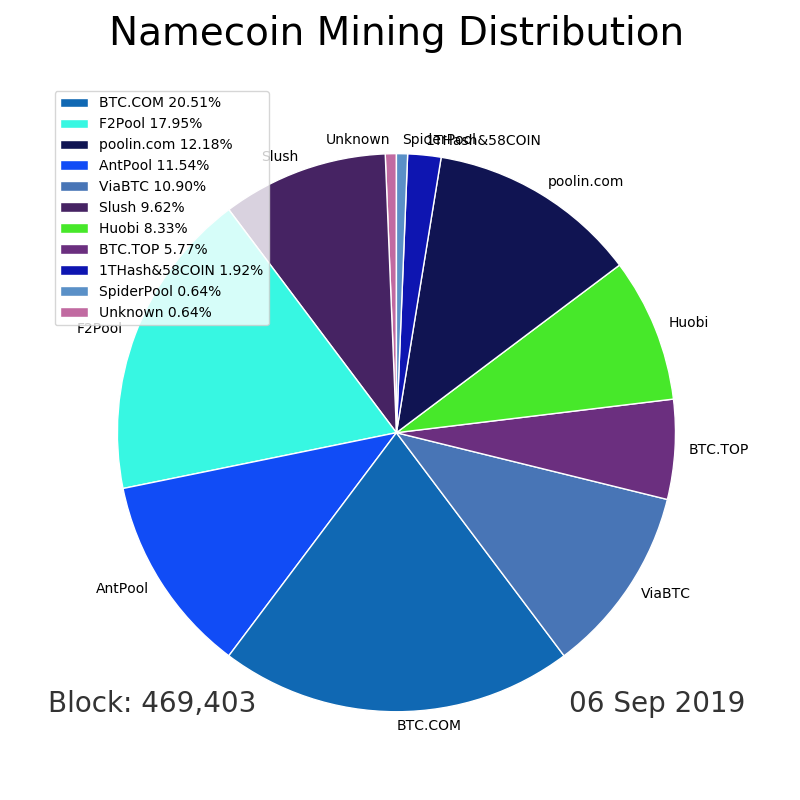 Namecoin Mining Distribution
BTC.COM 20.51%
F2Pool 17.95%
poolin.com 12.18%
AntPool 11.54%
ViaBTC 10.90%
Slush 9.62%
Huobi 8.33%
BTC.TOP 5.77%
1THash&58COIN 1.92%
SpiderPool 0.64%
Unknown 0.64%
Unknown
SpiderPool
1THash&58COIN
Slush
poolin.com
Huobi
F2Pool
BTC.TOP
AntPool
ViaBTC
BTC.COM
Block: 469,403
06 Sep 2019